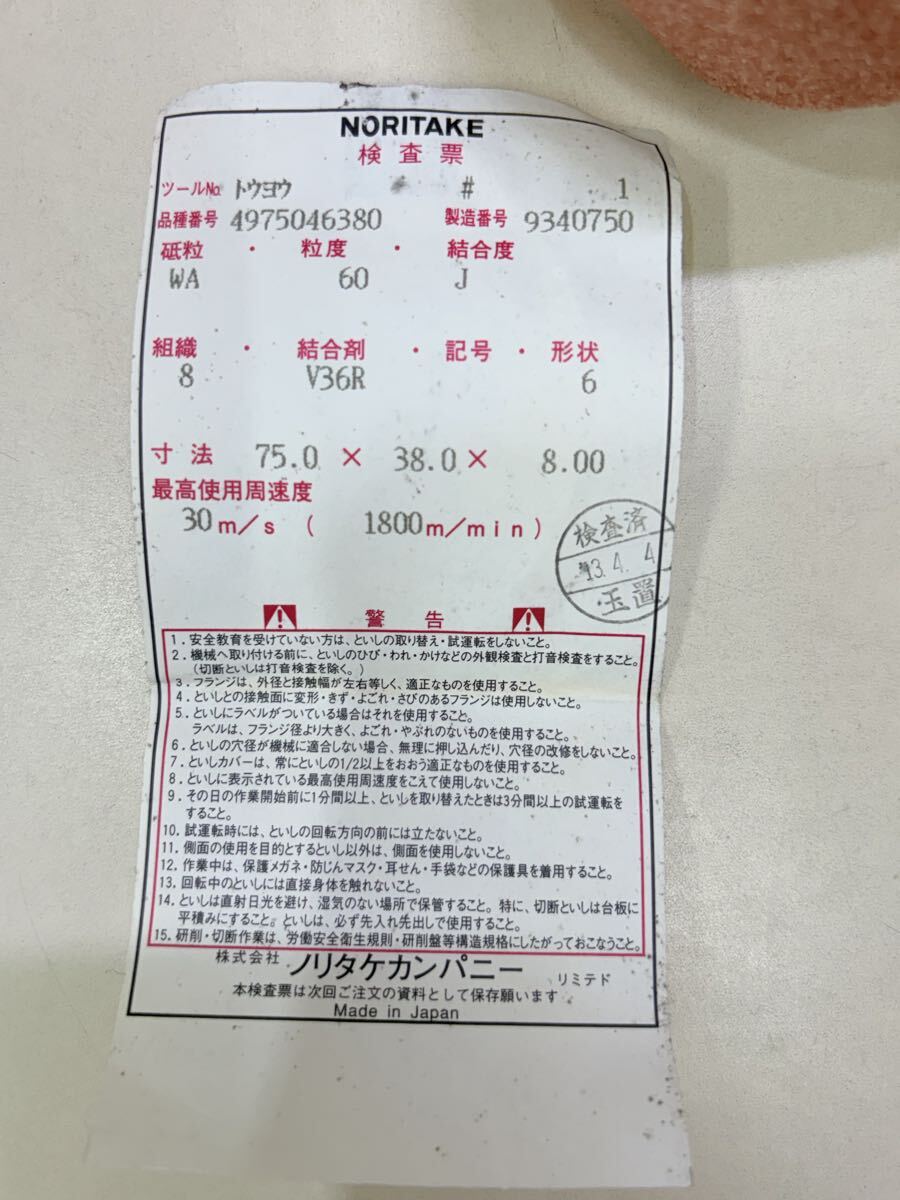 NORITAKE
検査票
ツール№ トウヨウ # 1
品種番号 4975046380 製造番号 9340750
砥粒 ・ 粒度 ・ 結合度
WA 60 J
組織 ・ 結合剤 ・ 記号 ・ 形状
8 V36R 6
寸法 75.0 × 38.0 × 8.00
最高使用周速度
30 m/s ( 1800 m/min )
検査済
13.4.4
玉置
警告
1. 安全教育を受けていない方は、といしの取り替え・試運転をしないこと。
2. 機械へ取り付ける前に、といしのひび・われ・かけなどの外観検査と打音検査をすること。
(切断といしは打音検査を除く。)
3. フランジは、外径と接触幅が左右等しく、適正なものを使用すること。
4. といしとの接触面に変形・きず・よごれ・さびのあるフランジは使用しないこと。
5. といしにラベルがついている場合はそれを使用すること。
ラベルは、フランジ径より大きく、よごれ・やぶれのないものを使用すること。
6. といしの穴径が機械に適合しない場合、無理に押し込んだり、穴径の改修をしないこと。
7. といしカバーは、常にといしの1/2以上をおおう適正なものを使用すること。
8. といしに表示されている最高使用周速度をこえて使用しないこと。
9. その日の作業開始前に1分間以上、といしを取り替えたときは3分間以上の試運転を
すること。
10. 試運転時には、といしの回転方向の前には立たないこと。
11. 側面の使用を目的とするといし以外は、側面を使用しないこと。
12. 作業中は、保護メガネ・防じんマスク・耳せん・手袋などの保護具を着用すること。
13. 回転中のといしには直接身体を触れないこと。
14. といしは直射日光を避け、湿気のない場所で保管すること。特に、切断といしは台板に
平積みにすること。といしは、必ず先入れ先出しで使用すること。
15. 研削・切断作業は、労働安全衛生規則・研削盤等構造規格にしたがっておこなうこと。
株式会社 ノリタケカンパニー リミテド
本検査票は次回ご注文の資料として保存願います
Made in Japan